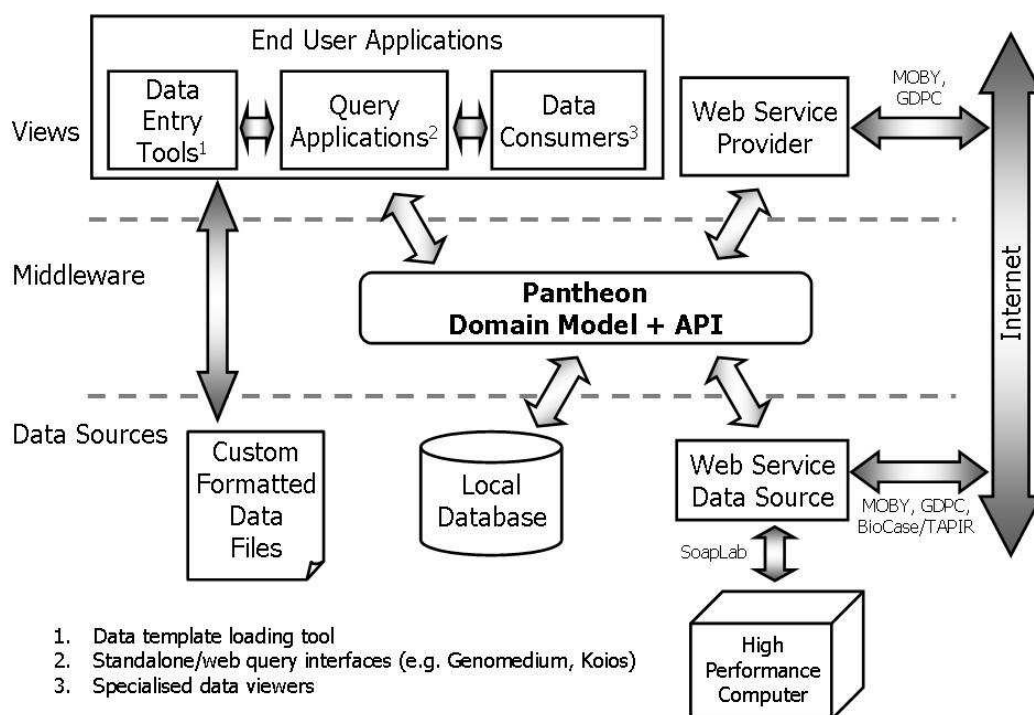 End User Applications
Data
Entry
Tools1
Query
Applications2
Data
Consumers3
Web Service
Provider
MOBY,
GDPC
Views
Middleware
Pantheon
Domain Model + API
Internet
Data Sources
Custom
Formatted
Data
Files
Local
Database
Web Service
Data Source
MOBY, GDPC,
BioCase/TAPIR
SoapLab
High
Performance
Computer
1. Data template loading tool
2. Standalone/web query interfaces (e.g. Genomedium, Koios)
3. Specialised data viewers